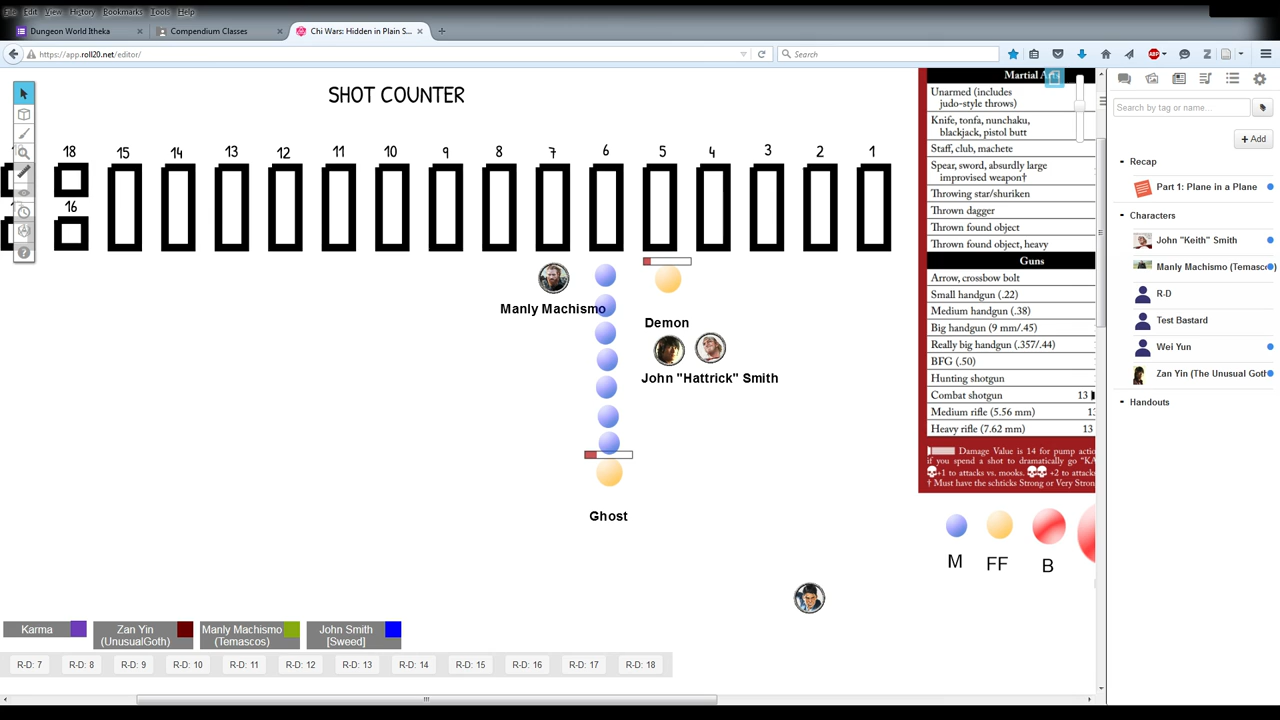 File Edit View History Bookmarks Tools Help
Dungeon World Itheka × Compendium Classes × Chi Wars: Hidden in Plain S... × +
https://app.roll20.net/editor/ Search
SHOT COUNTER
18 15 14 13 12 11 10 9 8 7 6 5 4 3 2 1
16
Manly Machismo
Demon
John "Hattrick" Smith
Ghost
Martial
Unarmed (includes
judo-style throws)
Knife, tonfa, nunchaku,
blackjack, pistol butt
Staff, club, machete
Spear, sword, absurdly large
improvised weapon†
Throwing star/shuriken
Thrown dagger
Thrown found object
Thrown found object, heavy
Guns
Arrow, crossbow bolt
Small handgun (.22)
Medium handgun (.38)
Big handgun (9 mm/.45)
Really big handgun (.357/.44)
BFG (.50)
Hunting shotgun
Combat shotgun 13
Medium rifle (5.56 mm) 13
Heavy rifle (7.62 mm) 13
Damage Value is 14 for pump actio
if you spend a shot to dramatically go "KA
+1 to attacks vs. mooks. +2 to attacks
† Must have the schticks Strong or Very Stron
M FF B
Karma
Zan Yin
(UnusualGoth)
Manly Machismo
(Temascos)
John Smith
[Sweed]
R-D: 7 R-D: 8 R-D: 9 R-D: 10 R-D: 11 R-D: 12 R-D: 13 R-D: 14 R-D: 15 R-D: 16 R-D: 17 R-D: 18
Search by tag or name...
+ Add
Recap
Part 1: Plane in a Plane
Characters
John "Keith" Smith
Manly Machismo (Temasco
R-D
Test Bastard
Wei Yun
Zan Yin (The Unusual Goth
Handouts